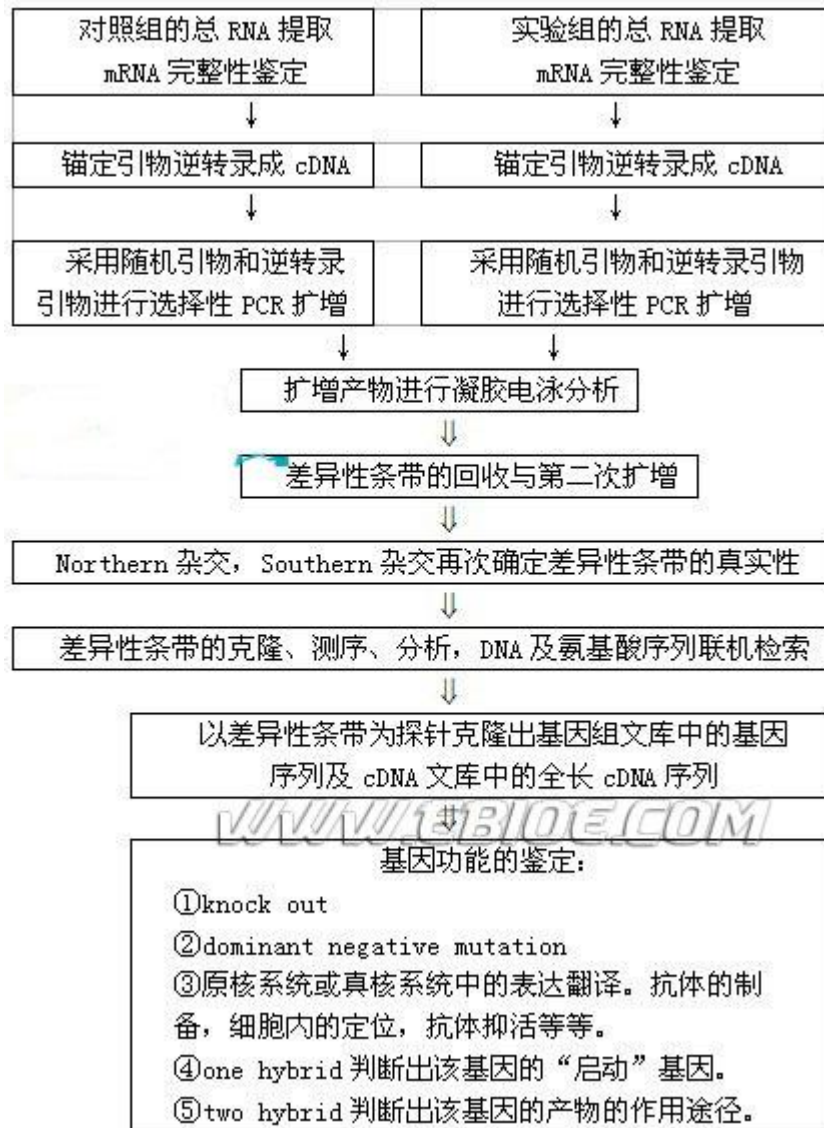 对照组的总 RNA 提取
mRNA 完整性鉴定
实验组的总 RNA 提取
mRNA 完整性鉴定
锚定引物逆转录成 cDNA
锚定引物逆转录成 cDNA
采用随机引物和逆转录
引物进行选择性 PCR 扩增
采用随机引物和逆转录引物
进行选择性 PCR 扩增
扩增产物进行凝胶电泳分析
差异性条带的回收与第二次扩增
Northern 杂交，Southern 杂交再次确定差异性条带的真实性
差异性条带的克隆、测序、分析，DNA 及氨基酸序列联机检索
以差异性条带为探针克隆出基因组文库中的基因
序列及 cDNA 文库中的全长 cDNA 序列
WWW.EBIOE.COM
基因功能的鉴定：
①knock out
②dominant negative mutation
③原核系统或真核系统中的表达翻译。抗体的制
备，细胞内的定位，抗体抑活等等。
④one hybrid 判断出该基因的“启动”基因。
⑤two hybrid 判断出该基因的产物的作用途径。